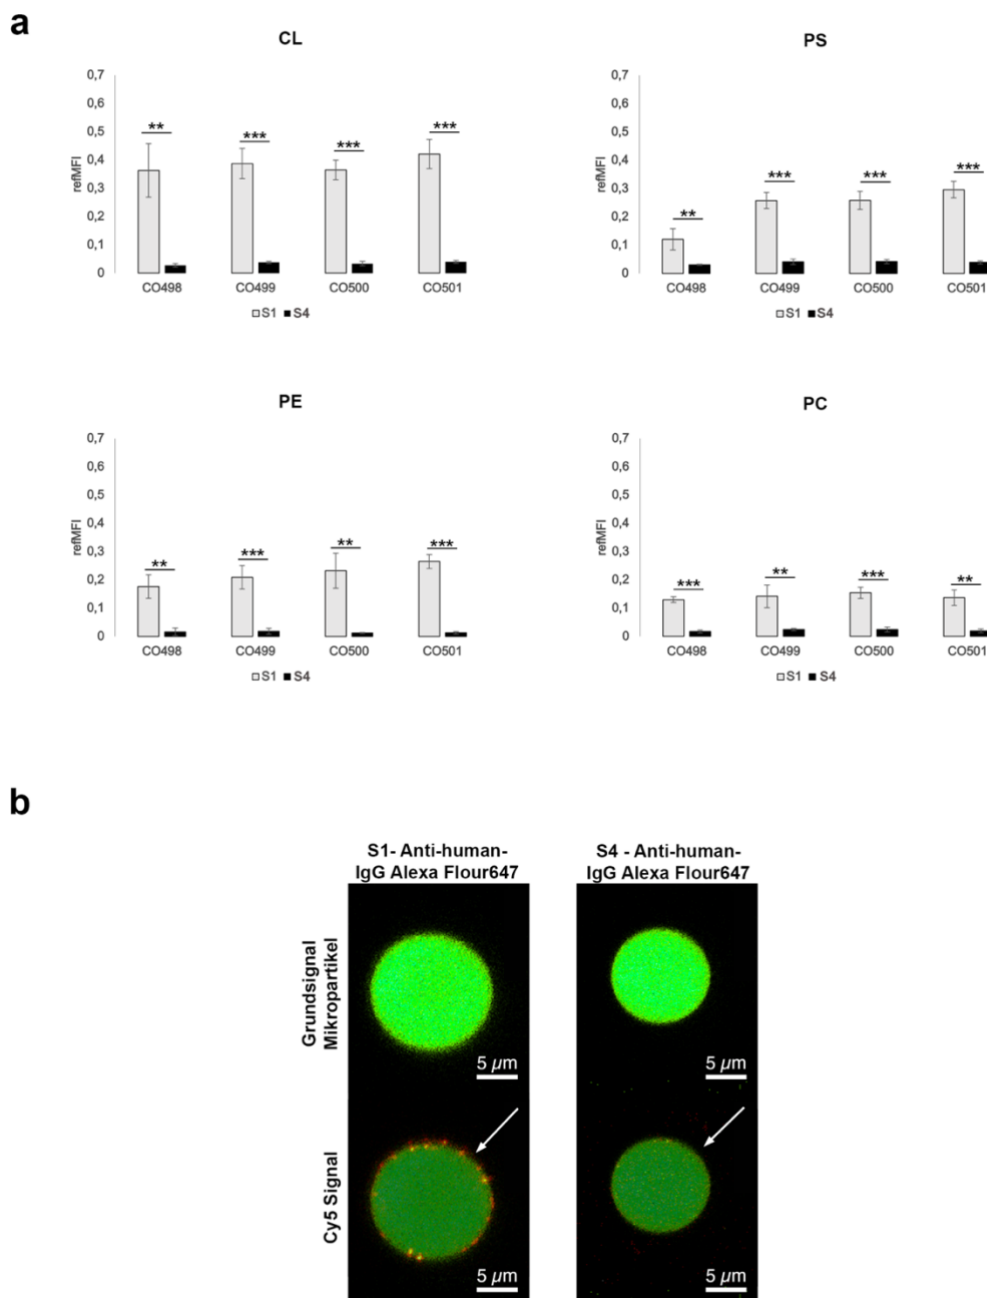 a
CL
0,7
0,6
0,5
0,4
0,3
0,2
0,1
0
refMFI
**
***
***
***
CO498 CO499 CO500 CO501
S1 S4
PS
0,7
0,6
0,5
0,4
0,3
0,2
0,1
0
refMFI
**
***
***
***
CO498 CO499 CO500 CO501
S1 S4
PE
0,7
0,6
0,5
0,4
0,3
0,2
0,1
0
refMFI
**
***
**
***
CO498 CO499 CO500 CO501
S1 S4
PC
0,7
0,6
0,5
0,4
0,3
0,2
0,1
0
refMFI
***
**
***
**
CO498 CO499 CO500 CO501
S1 S4
b
S1- Anti-human-
IgG Alexa Flour647
S4 - Anti-human-
IgG Alexa Flour647
Grundsignal
Mikropartikel
5 µm
5 µm
Cy5 Signal
5 µm
5 µm